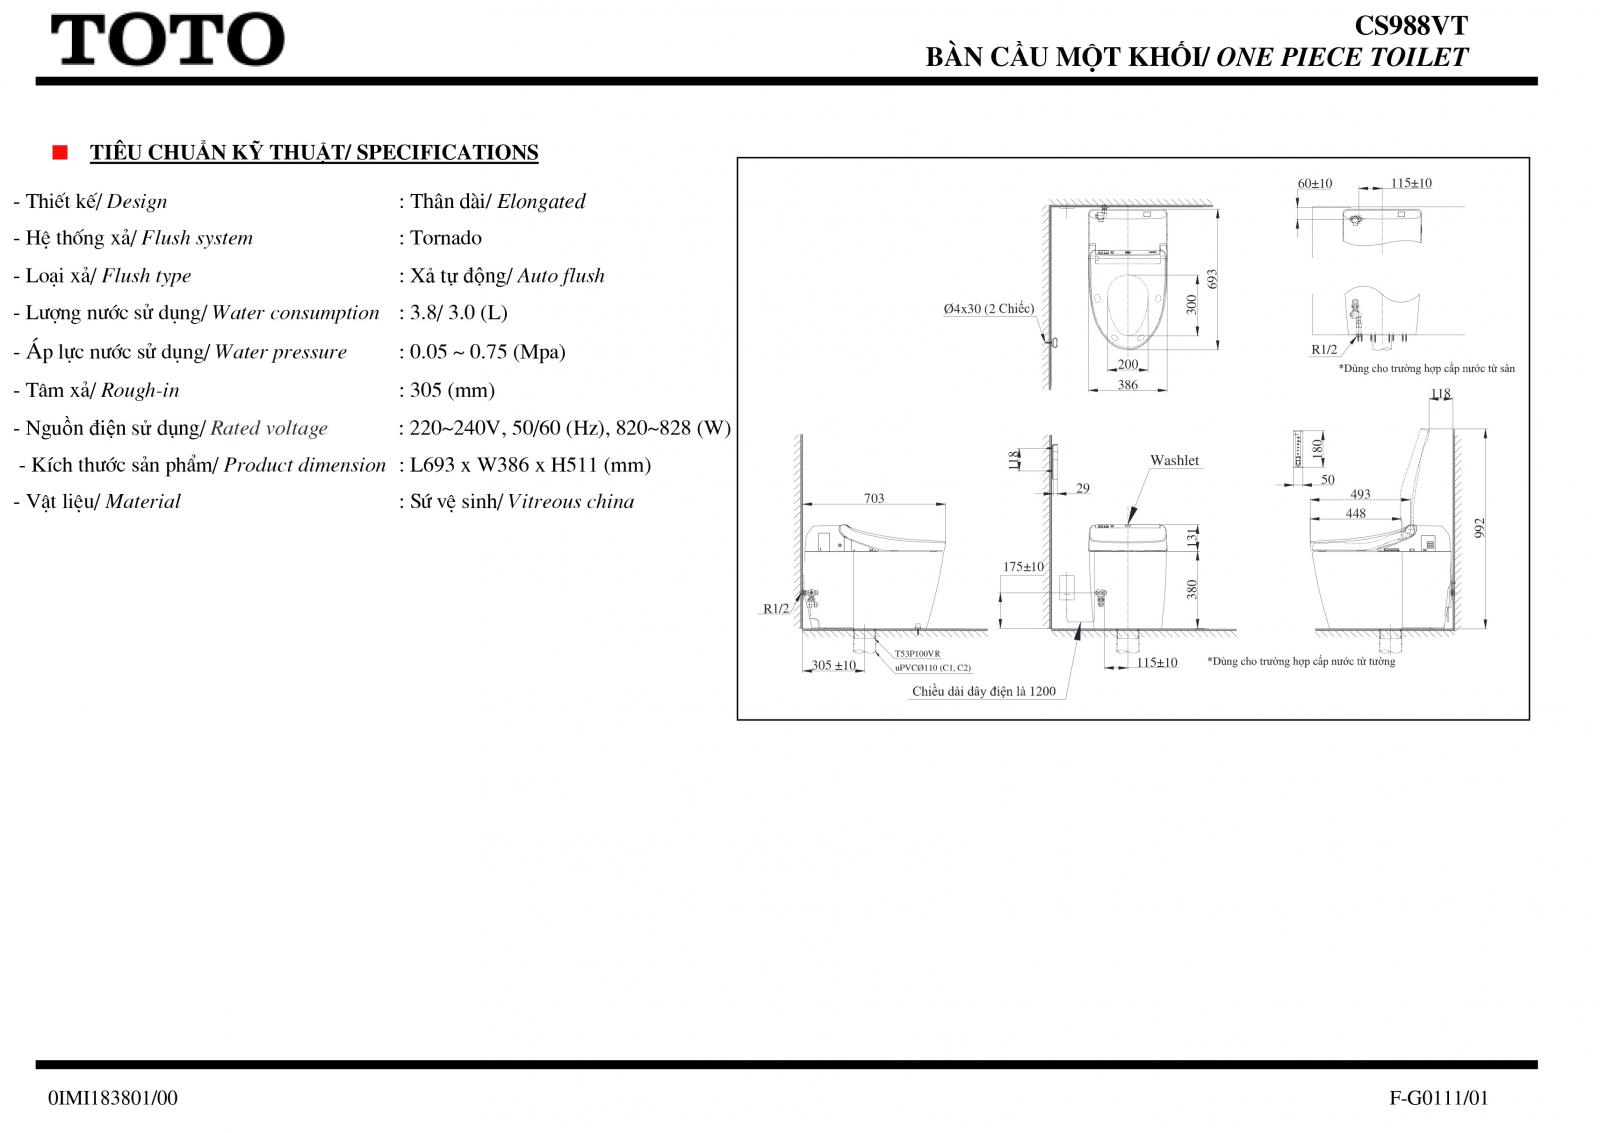 TOTO
CS988VT
BÀN CẦU MỘT KHỐI/ ONE PIECE TOILET
TIÊU CHUẨN KỸ THUẬT/ SPECIFICATIONS
- Thiết kế/ Design : Thân dài/ Elongated
- Hệ thống xả/ Flush system : Tornado
- Loại xả/ Flush type : Xả tự động/ Auto flush
- Lượng nước sử dụng/ Water consumption : 3.8/ 3.0 (L)
- Áp lực nước sử dụng/ Water pressure : 0.05 ~ 0.75 (Mpa)
- Tâm xả/ Rough-in : 305 (mm)
- Nguồn điện sử dụng/ Rated voltage : 220~240V, 50/60 (Hz), 820~828 (W)
- Kích thước sản phẩm/ Product dimension : L693 x W386 x H511 (mm)
- Vật liệu/ Material : Sứ vệ sinh/ Vitreous china
60±10 115±10
693
300
Ø4x30 (2 Chiếc)
200
386
R1/2
*Dùng cho trường hợp cấp nước từ sàn
118
180
50
493
448
992
118
29
Washlet
131
380
175±10
115±10
*Dùng cho trường hợp cấp nước từ tường
703
R1/2
T53P100VR
uPVCØ110 (C1, C2)
305 ±10
Chiều dài dây điện là 1200
0IMI183801/00
F-G0111/01